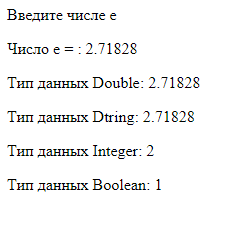 Введите числе e
Число e = : 2.71828
Тип данных Double: 2.71828
Тип данных Dtring: 2.71828
Тип данных Integer: 2
Тип данных Boolean: 1